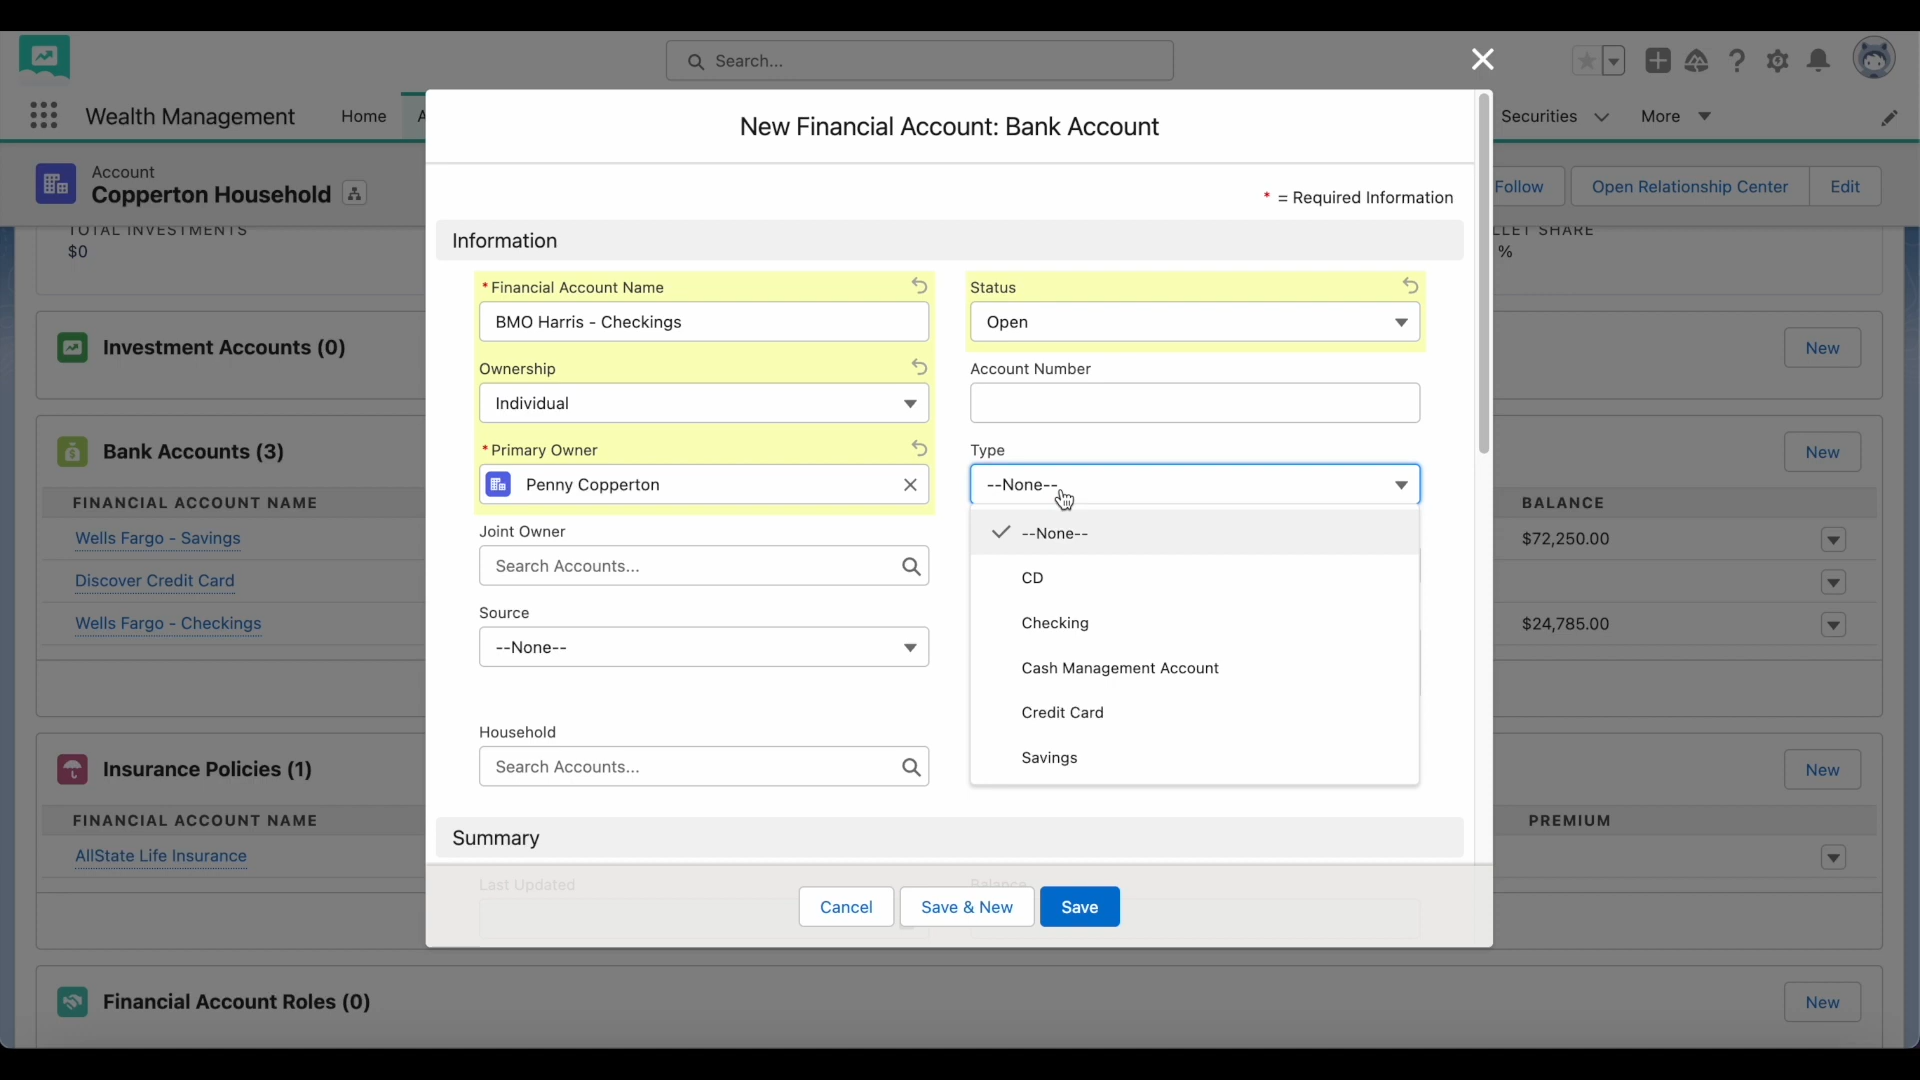 Search...
Wealth Management
Home
A
Securities
More
Account
Copperton Household
Follow
Open Relationship Center
Edit
TOTAL INVESTMENTS
$0
LLET SHARE
%
Investment Accounts (0)
New
Bank Accounts (3)
New
FINANCIAL ACCOUNT NAME
BALANCE
Wells Fargo - Savings
$72,250.00
Discover Credit Card
Wells Fargo - Checkings
$24,785.00
Insurance Policies (1)
New
FINANCIAL ACCOUNT NAME
PREMIUM
AllState Life Insurance
Financial Account Roles (0)
New
New Financial Account: Bank Account
* = Required Information
Information
* Financial Account Name
BMO Harris - Checkings
Status
Open
Ownership
Individual
Account Number
* Primary Owner
Penny Copperton
Type
--None--
--None--
CD
Checking
Cash Management Account
Credit Card
Savings
Joint Owner
Search Accounts...
Source
--None--
Household
Search Accounts...
Summary
Last Updated
Balance
Cancel
Save & New
Save